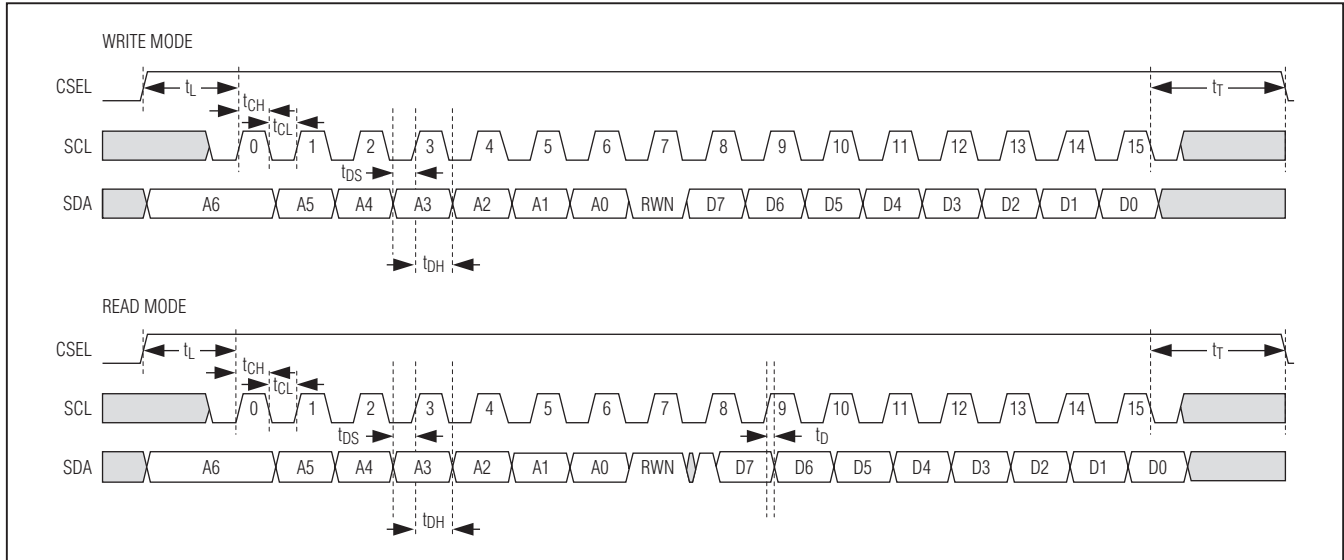 WRITE MODE
CSEL
tL
tT
tCH
tCL
SCL
0 1 2 3 4 5 6 7 8 9 10 11 12 13 14 15
tDS
SDA
A6 A5 A4 A3 A2 A1 A0 RWN D7 D6 D5 D4 D3 D2 D1 D0
tDH
READ MODE
CSEL
tL
tT
tCH
tCL
SCL
0 1 2 3 4 5 6 7 8 9 10 11 12 13 14 15
tDS
tD
SDA
A6 A5 A4 A3 A2 A1 A0 RWN D7 D6 D5 D4 D3 D2 D1 D0
tDH